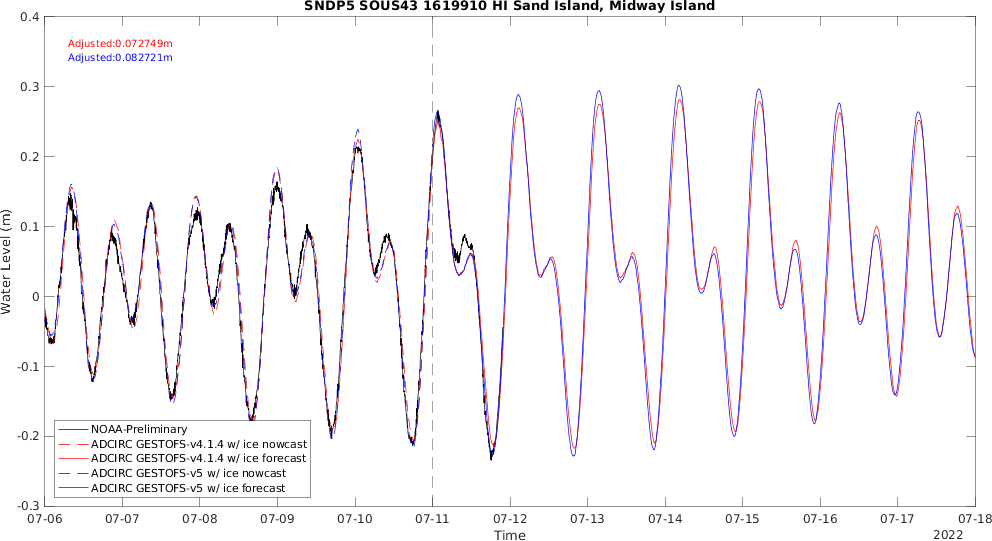 SNDP5 SOUS43 1619910 HI Sand Island, Midway Island
Adjusted:0.072749m
Adjusted:0.082721m
0.4
0.3
0.2
0.1
0
-0.1
-0.2
-0.3
Water Level (m)
NOAA-Preliminary
ADCIRC GESTOFS-v4.1.4 w/ ice nowcast
ADCIRC GESTOFS-v4.1.4 w/ ice forecast
ADCIRC GESTOFS-v5 w/ ice nowcast
ADCIRC GESTOFS-v5 w/ ice forecast
07-06 07-07 07-08 07-09 07-10 07-11 07-12 07-13 07-14 07-15 07-16 07-17 07-18
Time
2022